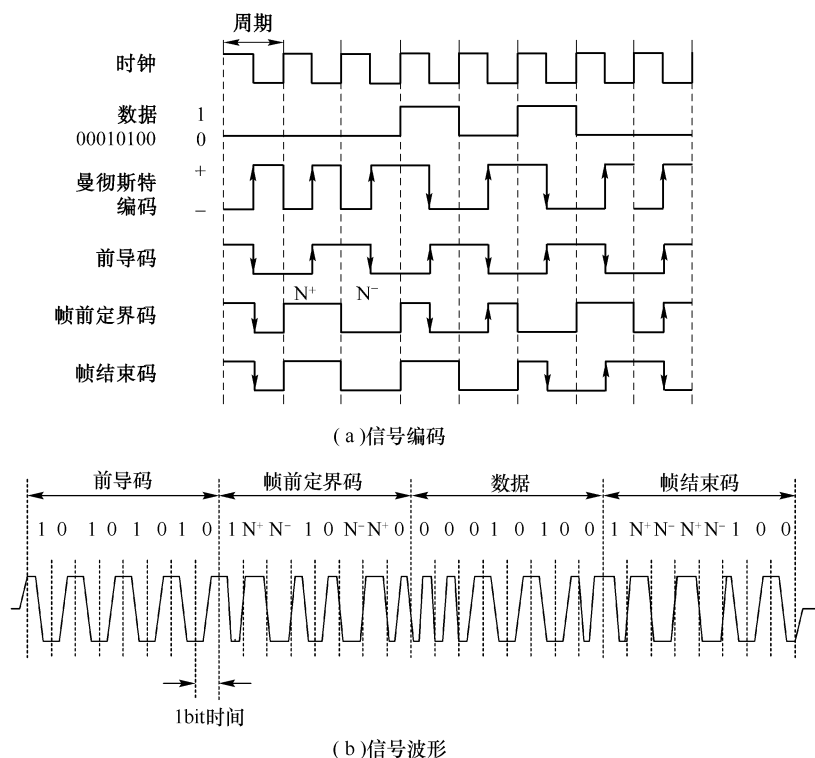 周期
时钟
数据 1
00010100 0
曼彻斯特 +
编码 −
前导码
N⁺ N⁻
帧前定界码
帧结束码
(a)信号编码
前导码 帧前定界码 数据 帧结束码
1 0 1 0 1 0 1 0 1 N⁺ N⁻ 1 0 N⁻ N⁺ 0 0 0 0 1 0 1 0 0 1 N⁺ N⁻ N⁺ N⁻ 1 0 0
1bit时间
(b)信号波形